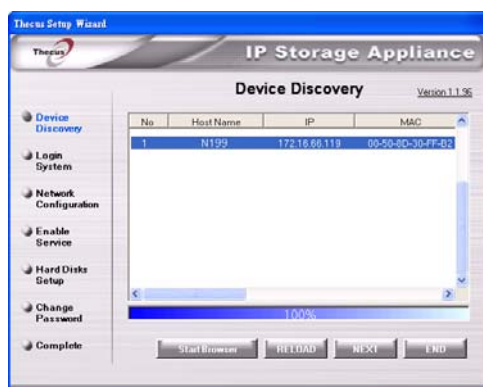 Thecus Setup Wizard
Thecus
IP Storage Appliance
Device Discovery
Version 1.1.96
Device Discovery
Login System
Network Configuration
Enable Service
Hard Disks Setup
Change Password
Complete
No Host Name IP MAC
1 N199 172.16.66.119 00-50-8D-30-FF-B2
100%
Start Browser RELOAD NEXT END